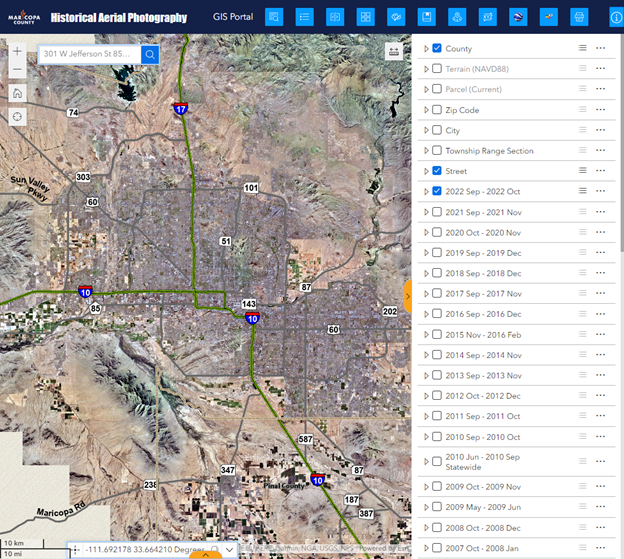 MARICOPA
COUNTY
Historical Aerial Photography
GIS Portal
301 W Jefferson St 85...
County
Terrain (NAVD88)
Parcel (Current)
Zip Code
City
Township Range Section
Street
2022 Sep - 2022 Oct
2021 Sep - 2021 Nov
2020 Oct - 2020 Nov
2019 Sep - 2019 Dec
2018 Sep - 2018 Dec
2017 Sep - 2017 Nov
2016 Sep - 2016 Dec
2015 Nov - 2016 Feb
2014 Sep - 2014 Nov
2013 Sep - 2013 Nov
2012 Oct - 2012 Dec
2011 Sep - 2011 Oct
2010 Sep - 2010 Oct
2010 Jun - 2010 Sep
Statewide
2009 Oct - 2009 Nov
2009 May - 2009 Jun
2008 Oct - 2008 Dec
2007 Oct - 2008 Jan
17
74
303
Sun Valley
Pkwy
60
101
51
10
85
87
143
10
202
60
587
347
87
10
238
Pinal County
187
387
Maricopa Rd
10 km
10 mi
-111.692178 33.664210 Degrees
NGA, USGS, NPS Powered by Esri